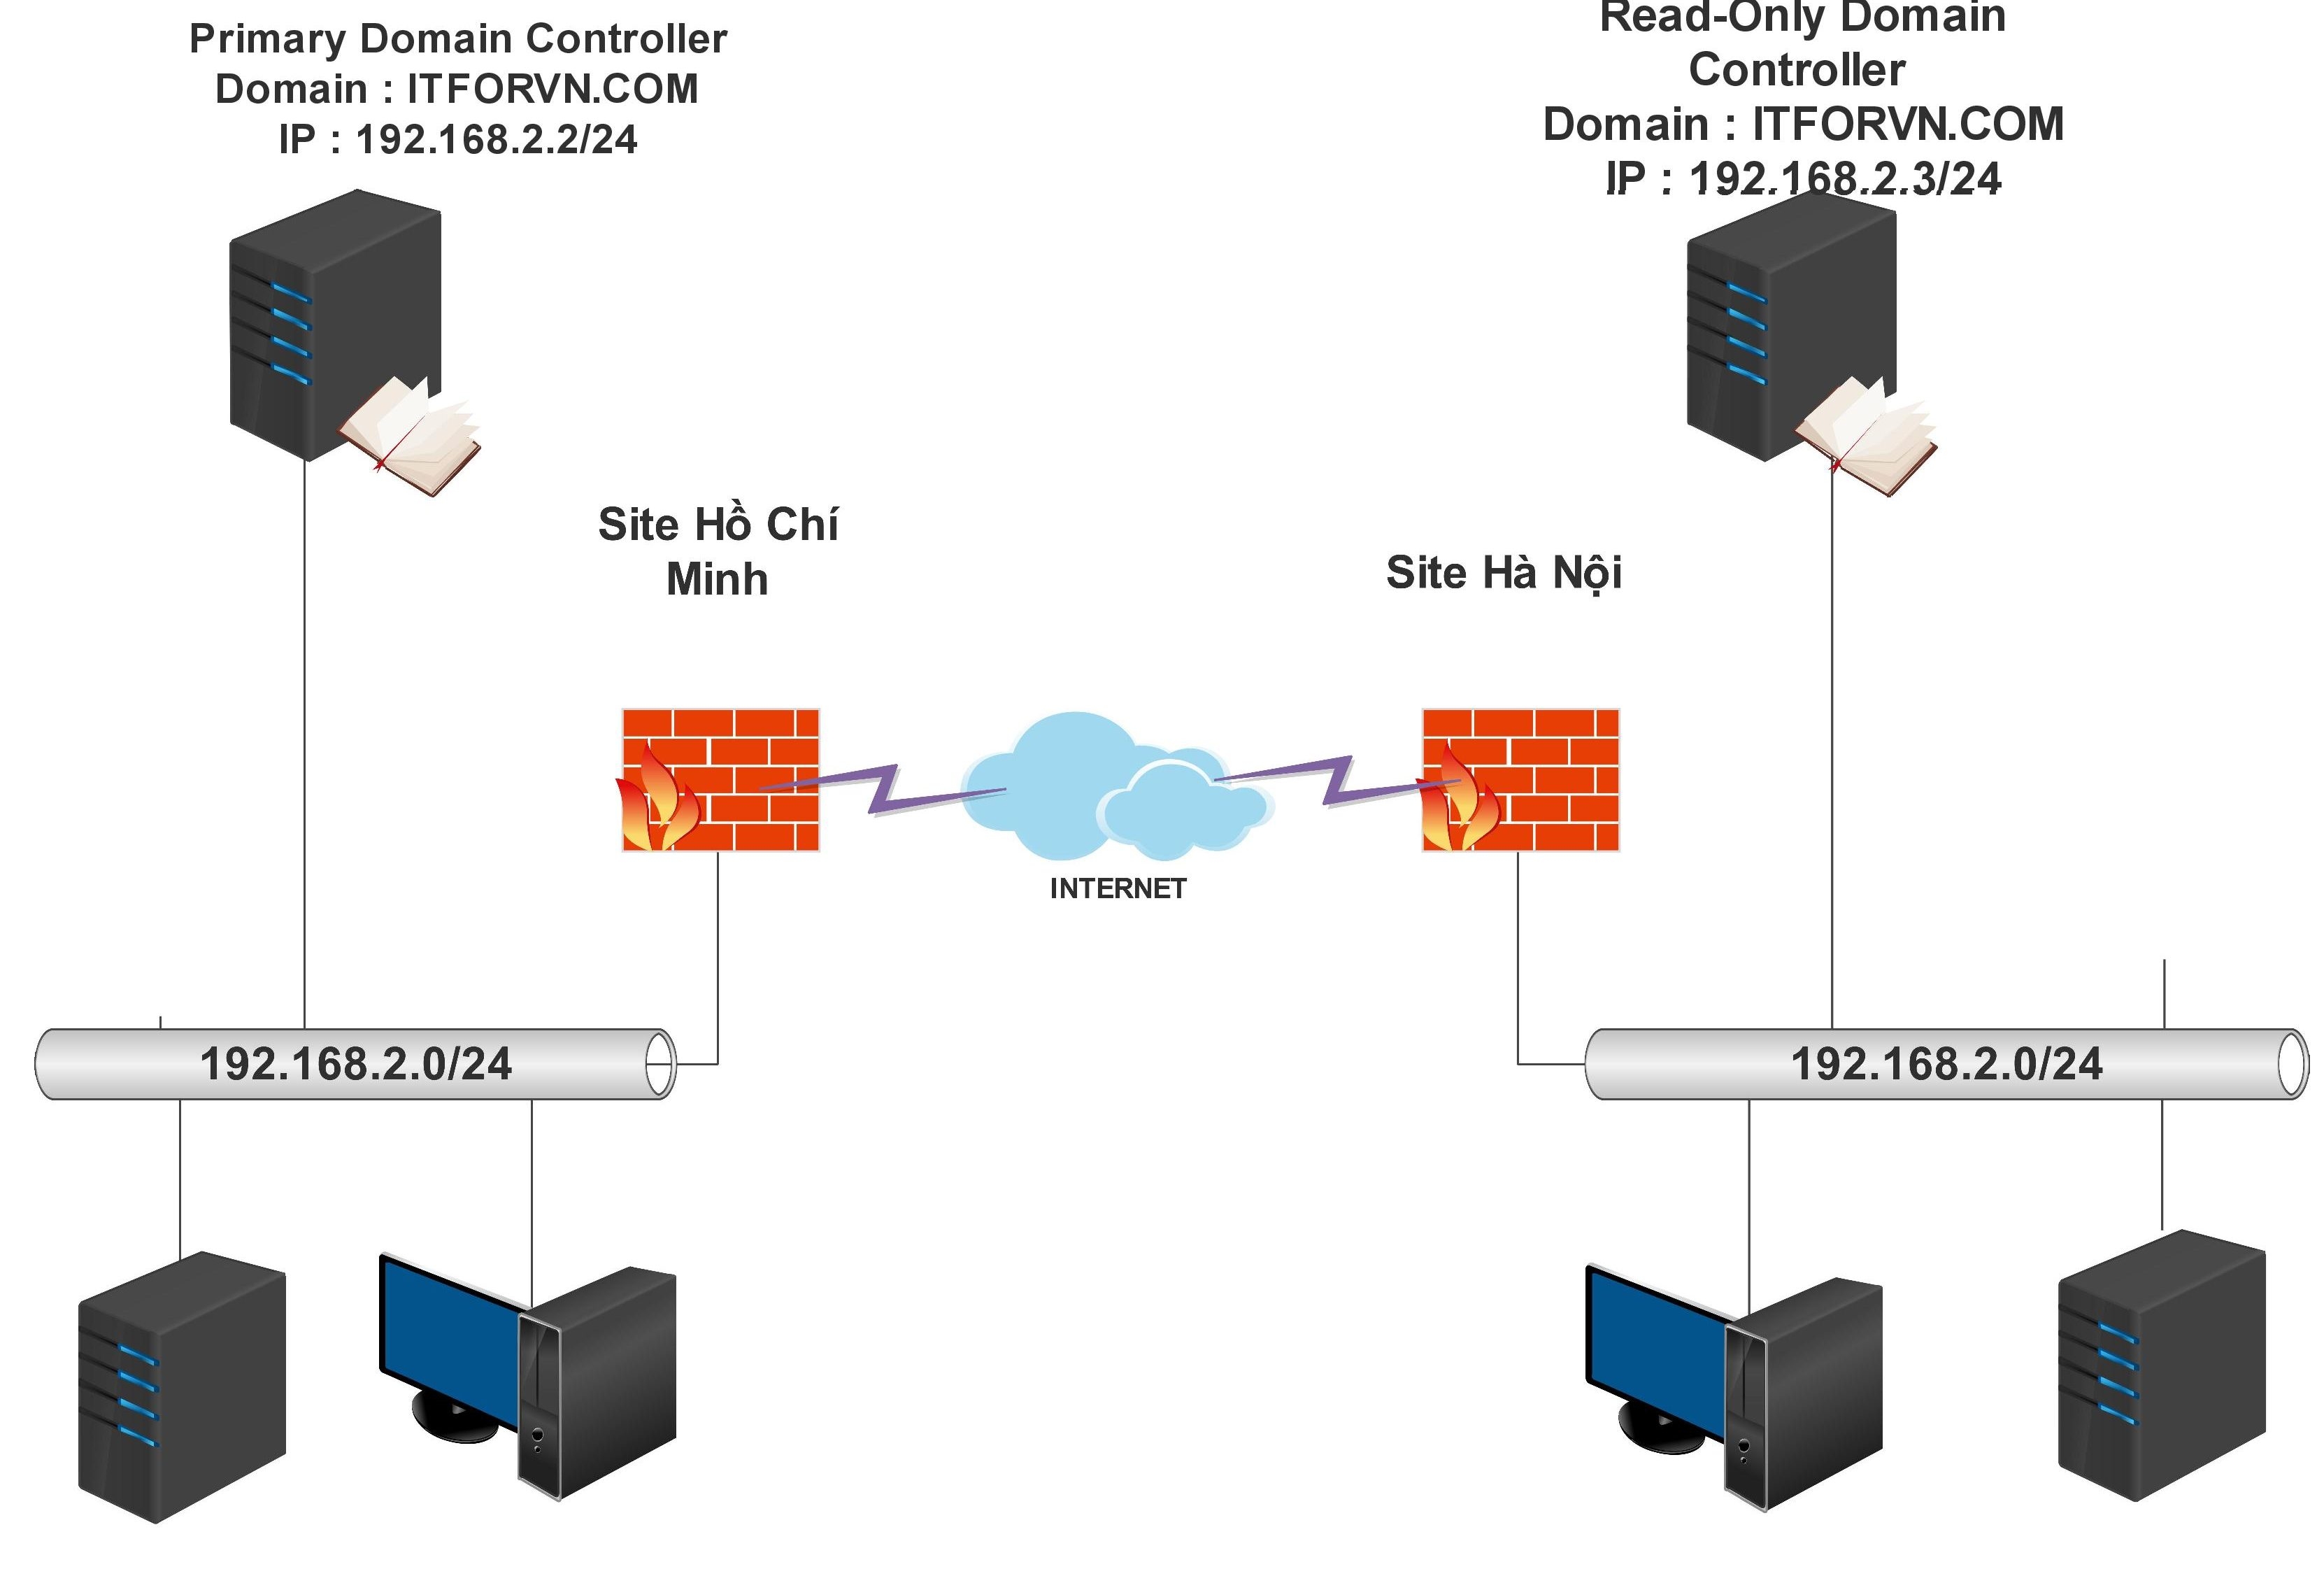 Primary Domain Controller
Domain : ITFORVN.COM
IP : 192.168.2.2/24
Read-Only Domain
Controller
Domain : ITFORVN.COM
IP : 192.168.2.3/24
Site Hồ Chí
Minh
Site Hà Nội
INTERNET
192.168.2.0/24
192.168.2.0/24